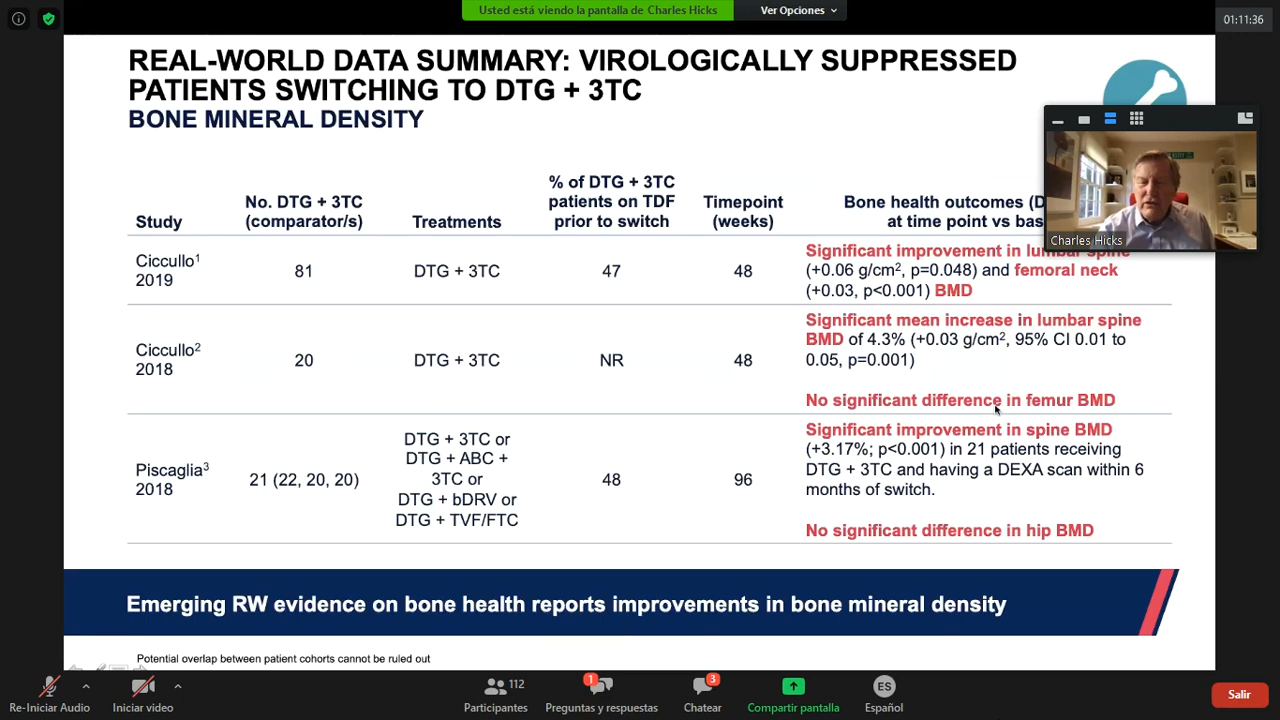 Usted está viendo la pantalla de Charles Hicks
Ver Opciones
01:11:36
REAL-WORLD DATA SUMMARY: VIROLOGICALLY SUPPRESSED
PATIENTS SWITCHING TO DTG + 3TC
BONE MINERAL DENSITY
Charles Hicks
Study
No. DTG + 3TC
(comparator/s)
Treatments
% of DTG + 3TC
patients on TDF
prior to switch
Timepoint
(weeks)
Bone health outcomes
at time point vs
Ciccullo¹
2019
81
DTG + 3TC
47
48
Significant improvement in lumbar spine
(+0.06 g/cm², p=0.048) and femoral neck
(+0.03, p<0.001) BMD
Ciccullo²
2018
20
DTG + 3TC
NR
48
Significant mean increase in lumbar spine
BMD of 4.3% (+0.03 g/cm², 95% CI 0.01 to
0.05, p=0.001)
No significant difference in femur BMD
Piscaglia³
2018
21 (22, 20, 20)
DTG + 3TC or
DTG + ABC +
3TC or
DTG + bDRV or
DTG + TVF/FTC
48
96
Significant improvement in spine BMD
(+3.17%; p<0.001) in 21 patients receiving
DTG + 3TC and having a DEXA scan within 6
months of switch.
No significant difference in hip BMD
Emerging RW evidence on bone health reports improvements in bone mineral density
Potential overlap between patient cohorts cannot be ruled out
Re-Iniciar Audio
Iniciar video
112
Participantes
1
Preguntas y respuestas
3
Chatear
Compartir pantalla
ES
Español
Salir